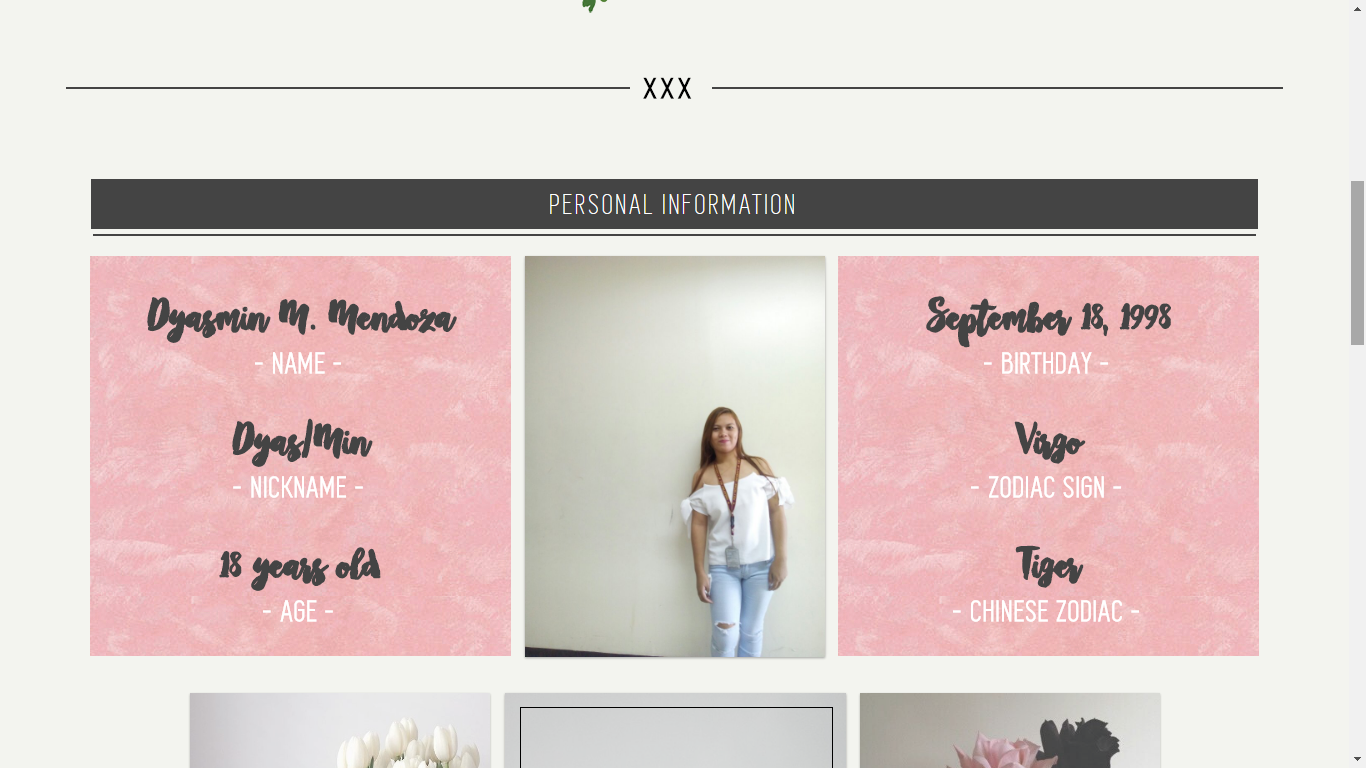 XXX
PERSONAL INFORMATION
Dyasmin M. Mendoza
- NAME -
Dyas/Min
- NICKNAME -
18 years old
- AGE -
September 18, 1998
- BIRTHDAY -
Virgo
- ZODIAC SIGN -
Tiger
- CHINESE ZODIAC -